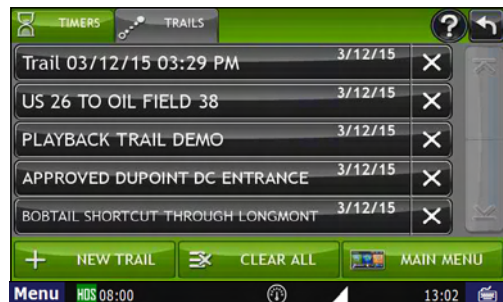 TIMERS TRAILS ?
Trail 03/12/15 03:29 PM 3/12/15
US 26 TO OIL FIELD 38 3/12/15
PLAYBACK TRAIL DEMO 3/12/15
APPROVED DUPOINT DC ENTRANCE 3/12/15
BOBTAIL SHORTCUT THROUGH LONGMONT 3/12/15
NEW TRAIL CLEAR ALL MAIN MENU
Menu HOS 08:00 13:02